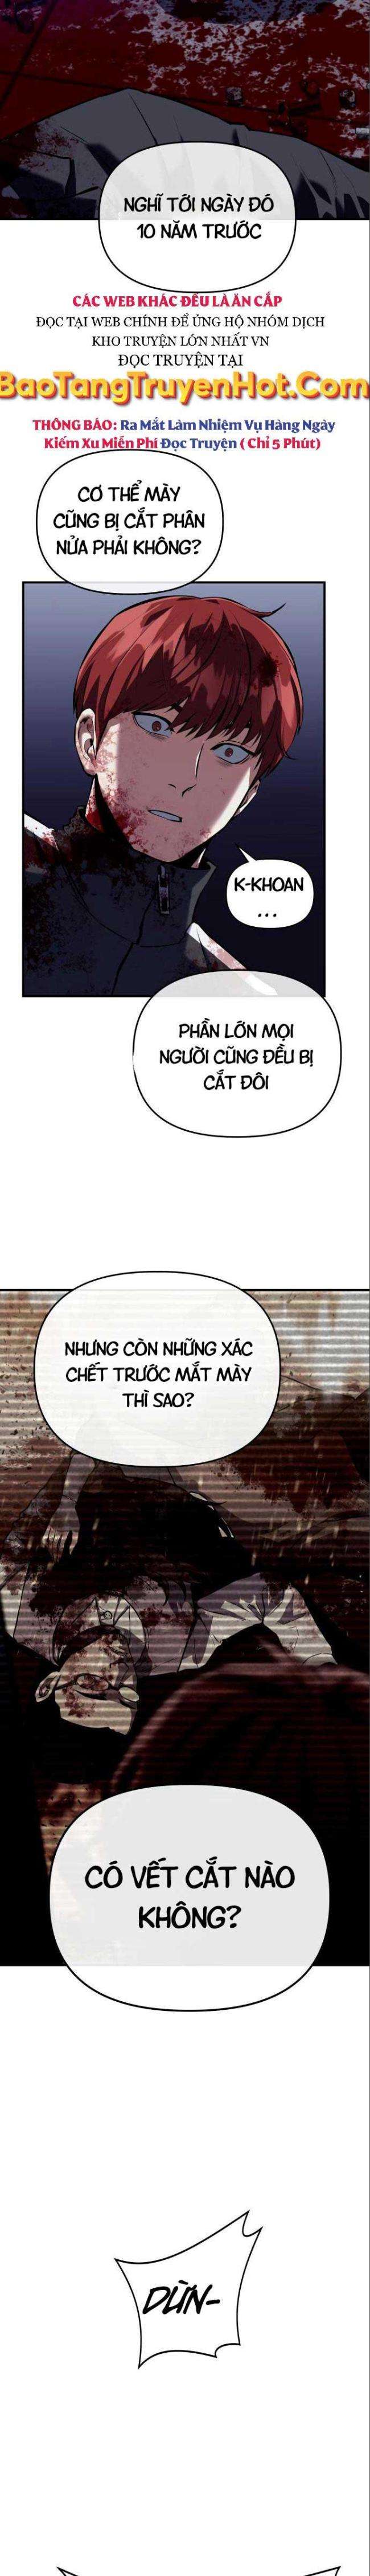 NGHĨ TỚI NGÀY ĐÓ
10 NĂM TRƯỚC
CÁC WEB KHÁC ĐỀU LÀ ĂN CẮP
ĐỌC TẠI WEB CHÍNH ĐỂ ỦNG HỘ NHÓM DỊCH
KHO TRUYỆN LỚN NHẤT VN
ĐỌC TRUYỆN TẠI
BaoTangTruyenHot.Com
THÔNG BÁO: Ra Mắt Làm Nhiệm Vụ Hàng Ngày
Kiếm Xu Miễn Phí Đọc Truyện ( Chỉ 5 Phút)
CƠ THỂ MÀY
CŨNG BỊ CẮT PHÂN
NỬA PHẢI KHÔNG?
K-KHOAN
...
PHẦN LỚN MỌI
NGƯỜI CŨNG ĐỀU BỊ
CẮT ĐÔI
NHƯNG CÒN NHỮNG XÁC
CHẾT TRƯỚC MẮT MÀY
THÌ SAO?
CÓ VẾT CẮT NÀO
KHÔNG?
DỪN-